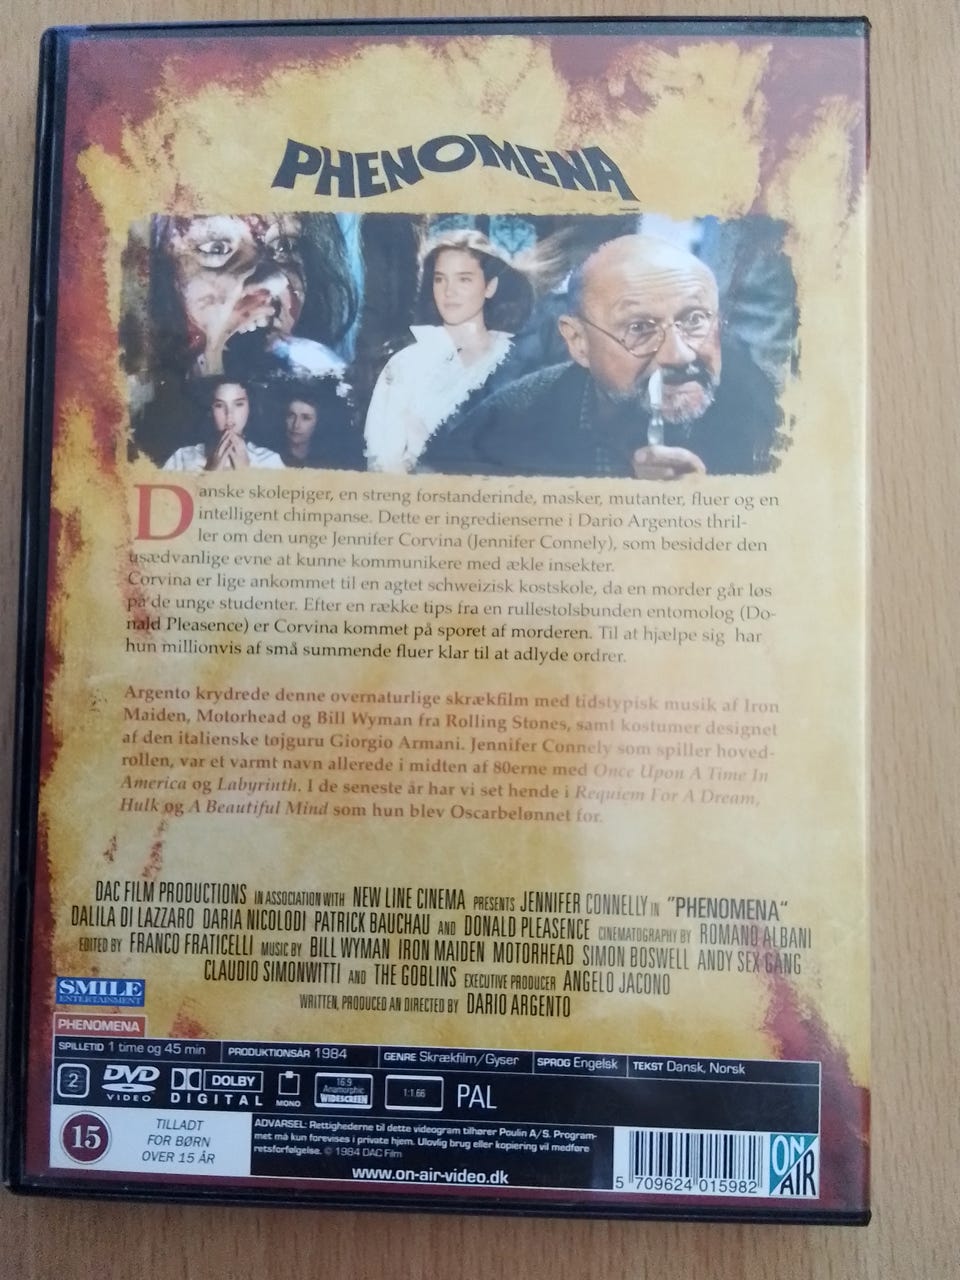 PHENOMENA
Danske skolepiger, en streng forstanderinde, masker, mutanter, fluer og en
intelligent chimpanse. Dette er ingredienserne i Dario Argentos thril-
ler om den unge Jennifer Corvina (Jennifer Connely), som besidder den
usædvanlige evne at kunne kommunikere med ækle insekter.
Corvina er lige ankommet til en agtet schweizisk kostskole, da en morder går løs
på de unge studenter. Efter en række tips fra en rullestolsbunden entomolog (Do-
nald Pleasence) er Corvina kommet på sporet af morderen. Til at hjælpe sig har
hun millionvis af små summende fluer klar til at adlyde ordrer.
Argento krydrede denne overnaturlige skrækfilm med tidstypisk musik af Iron
Maiden, Motorhead og Bill Wyman fra Rolling Stones, samt kostumer designet
af den italienske tøjguru Giorgio Armani. Jennifer Connely som spiller hoved-
rollen, var et varmt navn allerede i midten af 80erne med Once Upon A Time In
America og Labyrinth. I de seneste år har vi set hende i Requiem For A Dream,
Hulk og A Beautiful Mind som hun blev Oscarbelønnet for.
DAC FILM PRODUCTIONS IN ASSOCIATION WITH NEW LINE CINEMA PRESENTS JENNIFER CONNELLY IN "PHENOMENA"
DALILA DI LAZZARO DARIA NICOLODI PATRICK BAUCHAU AND DONALD PLEASENCE CINEMATOGRAPHY BY ROMANO ALBANI
EDITED BY FRANCO FRATICELLI MUSIC BY BILL WYMAN IRON MAIDEN MOTORHEAD SIMON BOSWELL ANDY SEX GANG
CLAUDIO SIMONWITTI AND THE GOBLINS EXECUTIVE PRODUCER ANGELO JACONO
WRITTEN, PRODUCED AN DIRECTED BY DARIO ARGENTO
SMILE
ENTERTAINMENT
PHENOMENA
SPILLETID 1 time og 45 min PRODUKTIONSÅR 1984 GENRE Skrækfilm/Gyser SPROG Engelsk TEKST Dansk, Norsk
2 DVD VIDEO DOLBY DIGITAL MONO 16:9 Anamorphic WIDESCREEN 1:1.66 PAL
15 TILLADT
FOR BØRN
OVER 15 ÅR
ADVARSEL: Rettighederne til dette videogram tilhører Poulin A/S. Program-
met må kun forevises i private hjem. Ulovlig brug eller kopiering vil medføre
retsforfølgelse. © 1984 DAC Film
www.on-air-video.dk
5 709624 015982
ON AIR